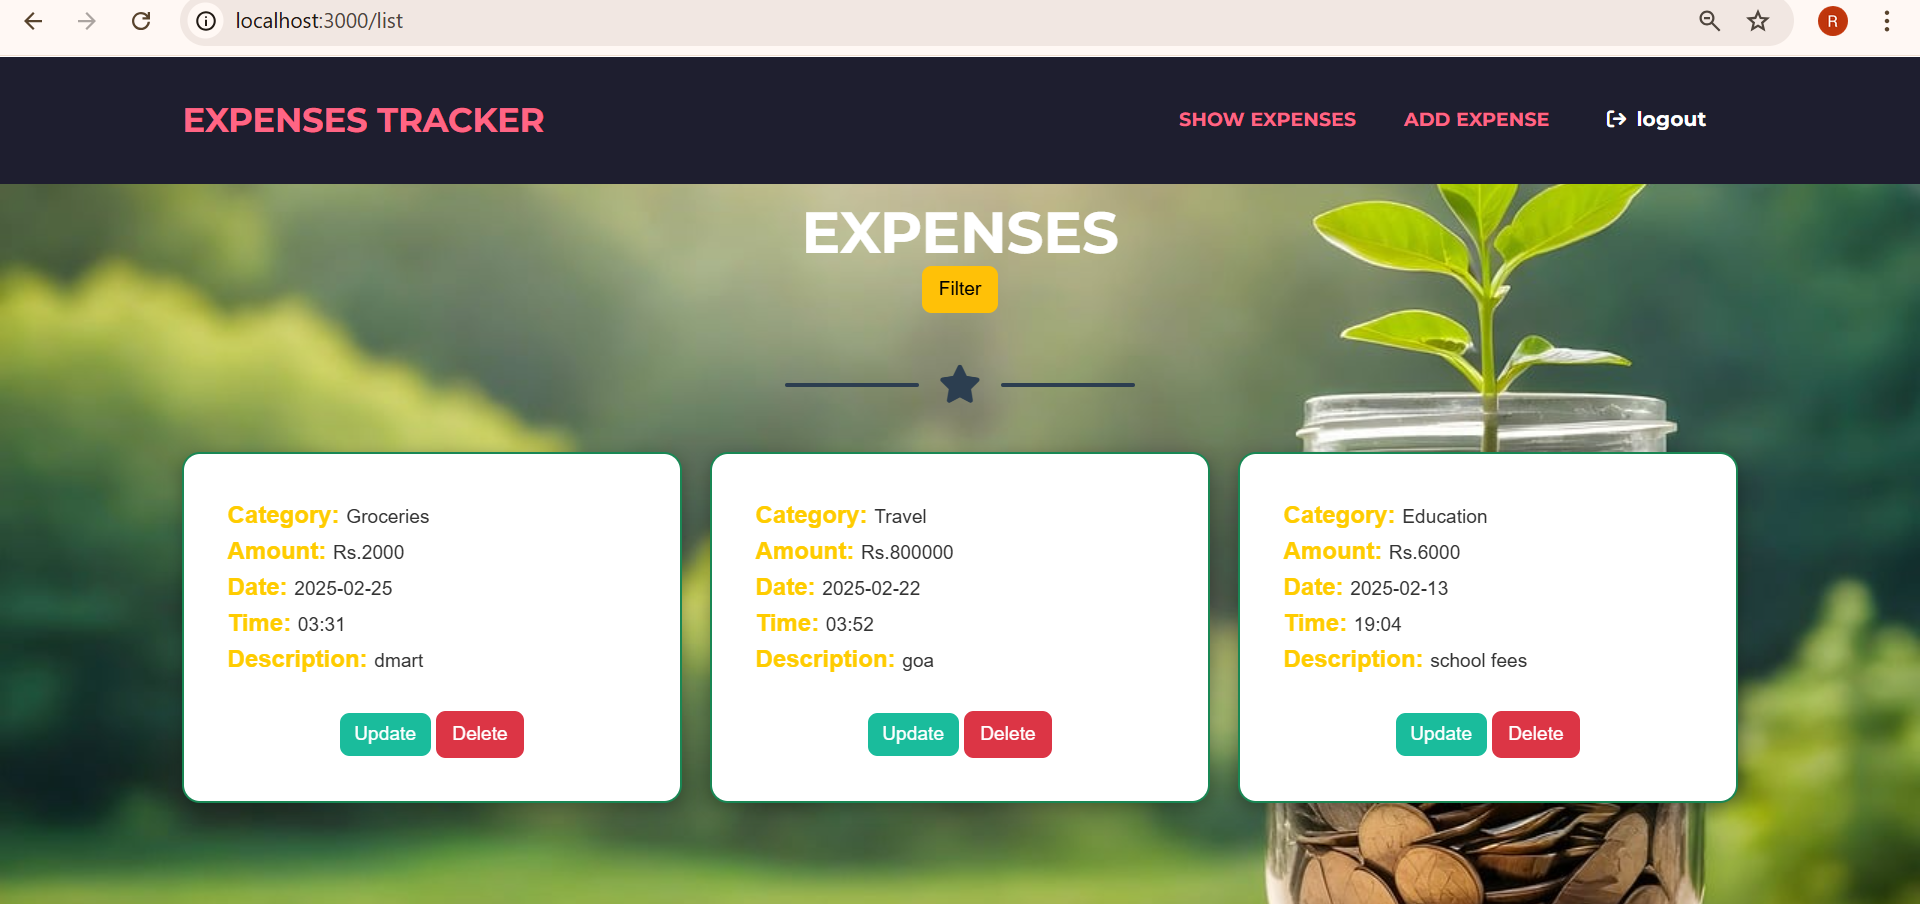 localhost:3000/list
R
EXPENSES TRACKER
SHOW EXPENSES
ADD EXPENSE
logout
EXPENSES
Filter
Category: Groceries
Amount: Rs.2000
Date: 2025-02-25
Time: 03:31
Description: dmart
Update
Delete
Category: Travel
Amount: Rs.800000
Date: 2025-02-22
Time: 03:52
Description: goa
Update
Delete
Category: Education
Amount: Rs.6000
Date: 2025-02-13
Time: 19:04
Description: school fees
Update
Delete